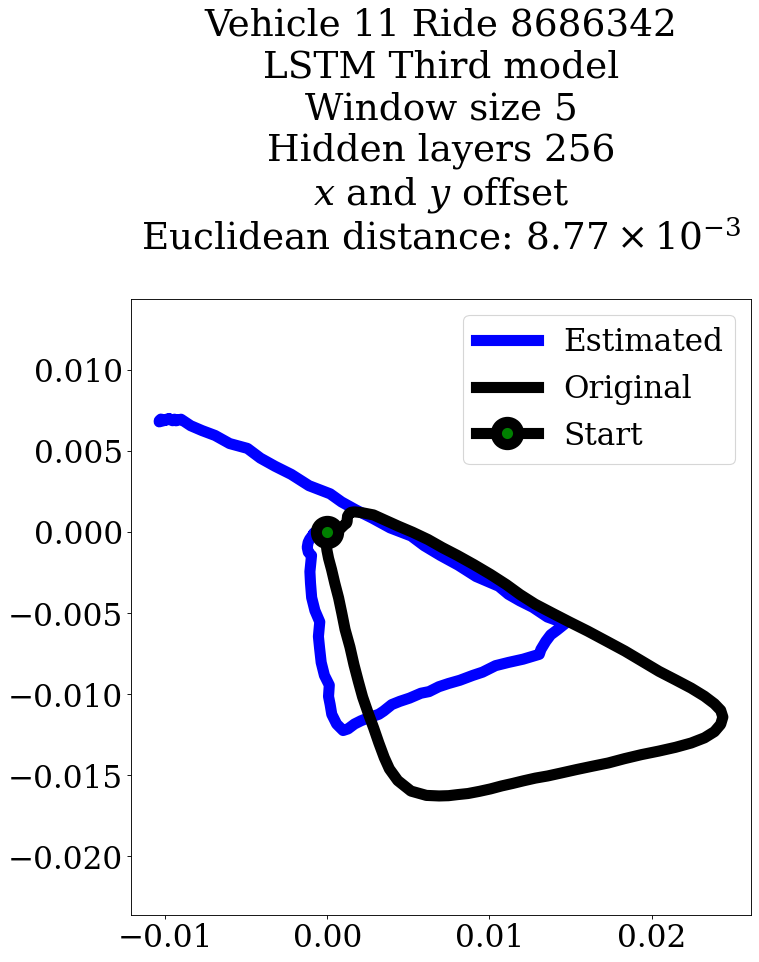 Vehicle 11 Ride 8686342
LSTM Third model
Window size 5
Hidden layers 256
x and y offset
Euclidean distance: 8.77 × 10⁻³
Estimated
Original
Start
0.010
0.005
0.000
−0.005
−0.010
−0.015
−0.020
−0.01
0.00
0.01
0.02